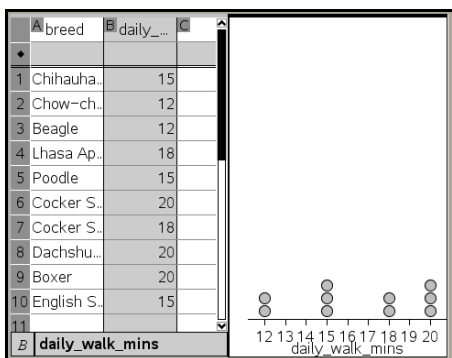 A breed B daily_... C
◆
1 Chihauha.. 15
2 Chow-ch.. 12
3 Beagle 12
4 Lhasa Ap.. 18
5 Poodle 15
6 Cocker S.. 20
7 Cocker S.. 18
8 Dachshu... 20
9 Boxer 20
10 English S.. 15
11
B daily_walk_mins
12 13 14 15 16 17 18 19 20
daily_walk_mins